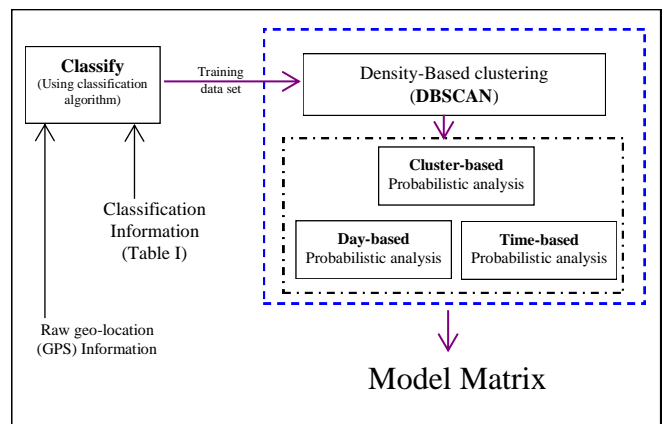 Classify
(Using classification
algorithm)
Training
data set
Density-Based clustering
(DBSCAN)
Cluster-based
Probabilistic analysis
Day-based
Probabilistic analysis
Time-based
Probabilistic analysis
Classification
Information
(Table I)
Raw geo-location
(GPS) Information
Model Matrix